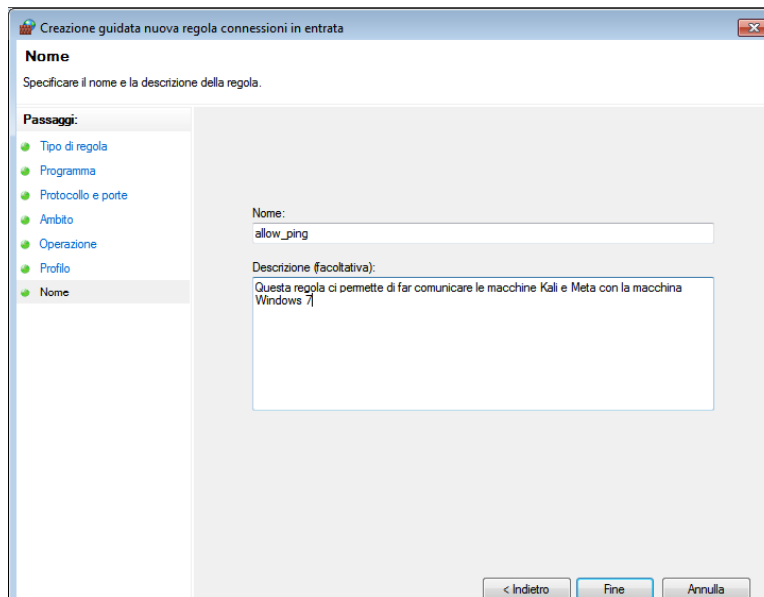 Creazione guidata nuova regola connessioni in entrata
Nome
Specificare il nome e la descrizione della regola.
Passaggi:
Tipo di regola
Programma
Protocollo e porte
Ambito
Operazione
Profilo
Nome
Nome:
allow_ping
Descrizione (facoltativa):
Questa regola ci permette di far comunicare le macchine Kali e Meta con la macchina
Windows 7
< Indietro
Fine
Annulla